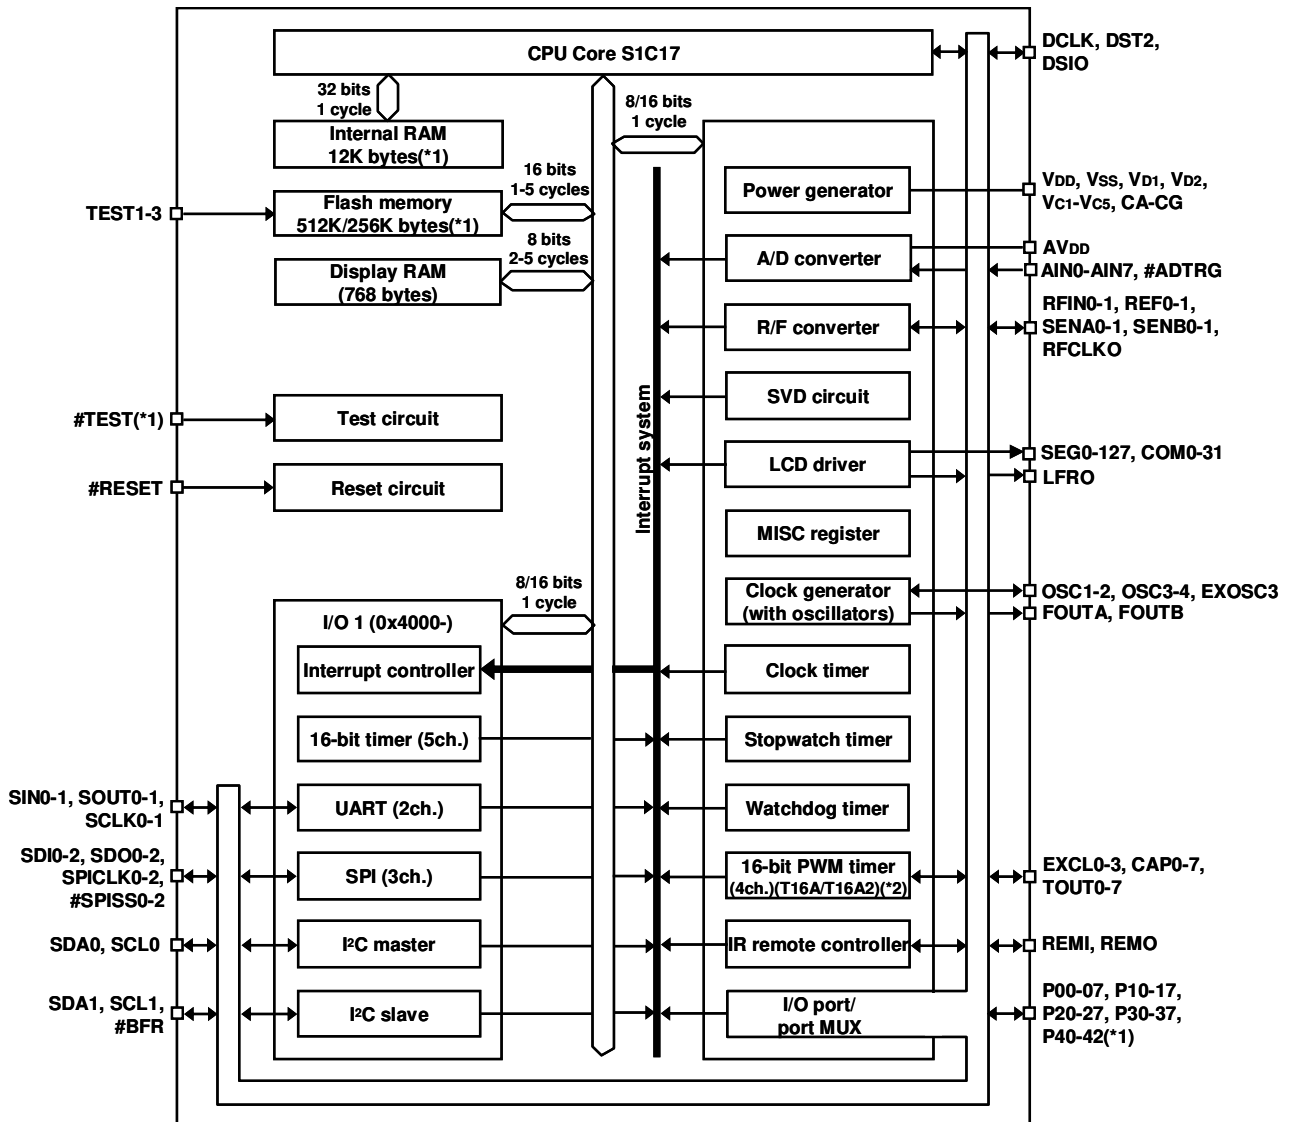 CPU Core S1C17
DCLK, DST2,
DSIO
32 bits
1 cycle
8/16 bits
1 cycle
Internal RAM
12K bytes(*1)
16 bits
1-5 cycles
Power generator
VDD, VSS, VD1, VD2,
VC1-VC5, CA-CG
TEST1-3
Flash memory
512K/256K bytes(*1)
8 bits
2-5 cycles
A/D converter
AVDD
AIN0-AIN7, #ADTRG
Display RAM
(768 bytes)
R/F converter
RFIN0-1, REF0-1,
SENA0-1, SENB0-1,
RFCLKO
SVD circuit
#TEST(*1)
Test circuit
Interrupt system
LCD driver
SEG0-127, COM0-31
LFRO
#RESET
Reset circuit
MISC register
8/16 bits
1 cycle
Clock generator
(with oscillators)
OSC1-2, OSC3-4, EXOSC3
FOUTA, FOUTB
I/O 1 (0x4000-)
Interrupt controller
Clock timer
16-bit timer (5ch.)
Stopwatch timer
SIN0-1, SOUT0-1,
SCLK0-1
UART (2ch.)
Watchdog timer
SDI0-2, SDO0-2,
SPICLK0-2,
#SPISS0-2
SPI (3ch.)
16-bit PWM timer
(4ch.)(T16A/T16A2)(*2)
EXCL0-3, CAP0-7,
TOUT0-7
SDA0, SCL0
I²C master
IR remote controller
REMI, REMO
SDA1, SCL1,
#BFR
I²C slave
I/O port/
port MUX
P00-07, P10-17,
P20-27, P30-37,
P40-42(*1)